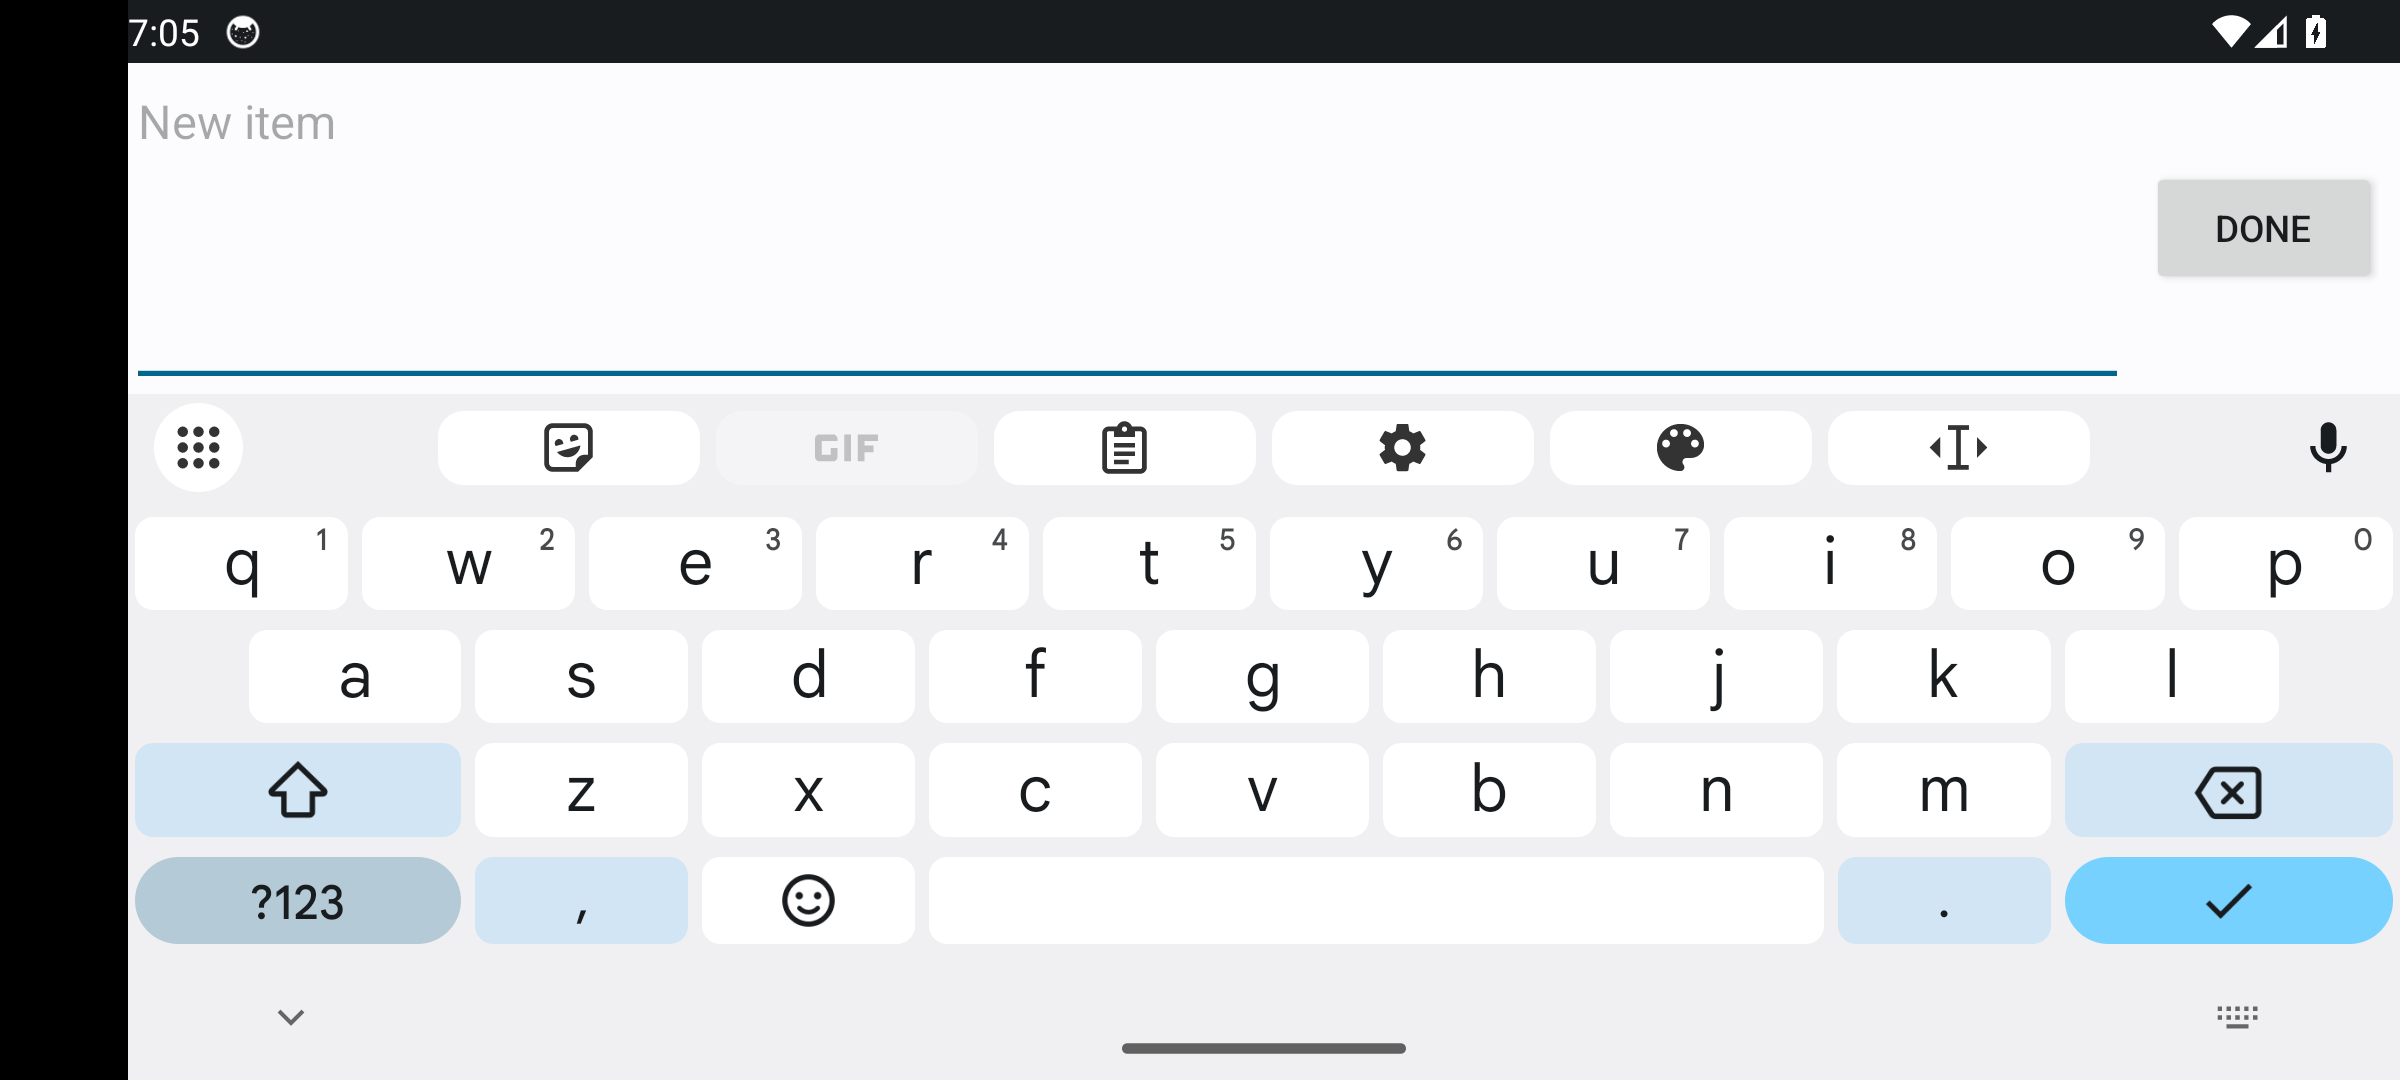 7:05
New item
DONE
GIF
q 1 w 2 e 3 r 4 t 5 y 6 u 7 i 8 o 9 p 0
a s d f g h j k l
z x c v b n m
?123 , .